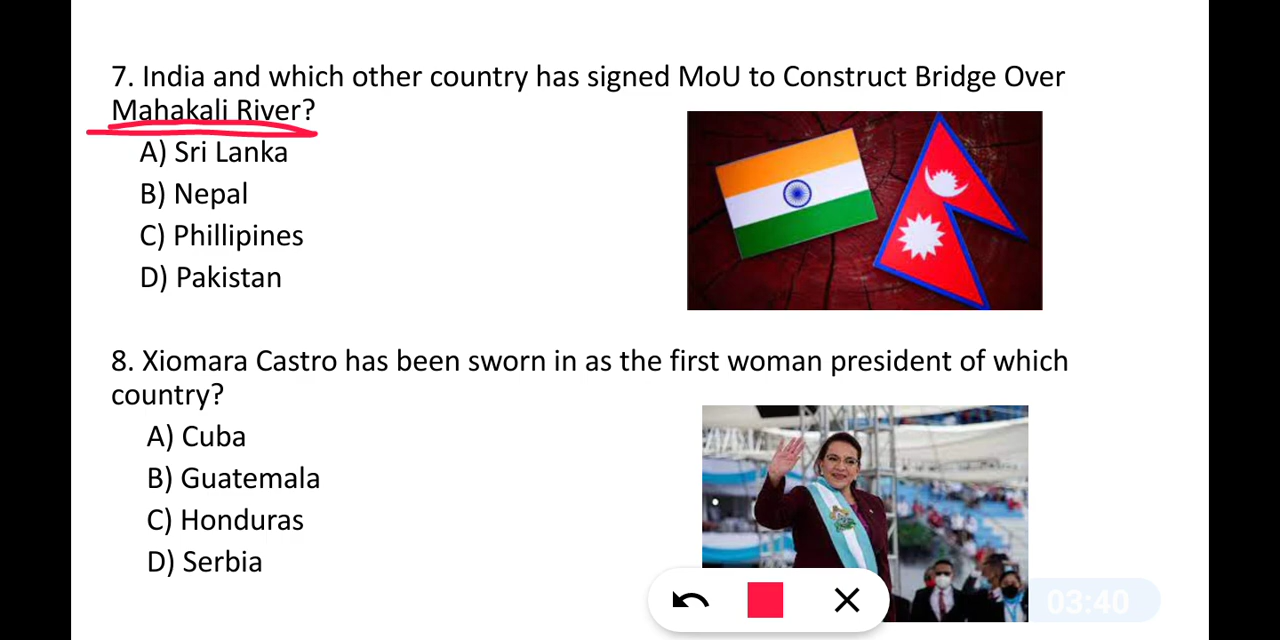 7. India and which other country has signed MoU to Construct Bridge Over
Mahakali River?
A) Sri Lanka
B) Nepal
C) Phillipines
D) Pakistan
8. Xiomara Castro has been sworn in as the first woman president of which
country?
A) Cuba
B) Guatemala
C) Honduras
D) Serbia
03:40